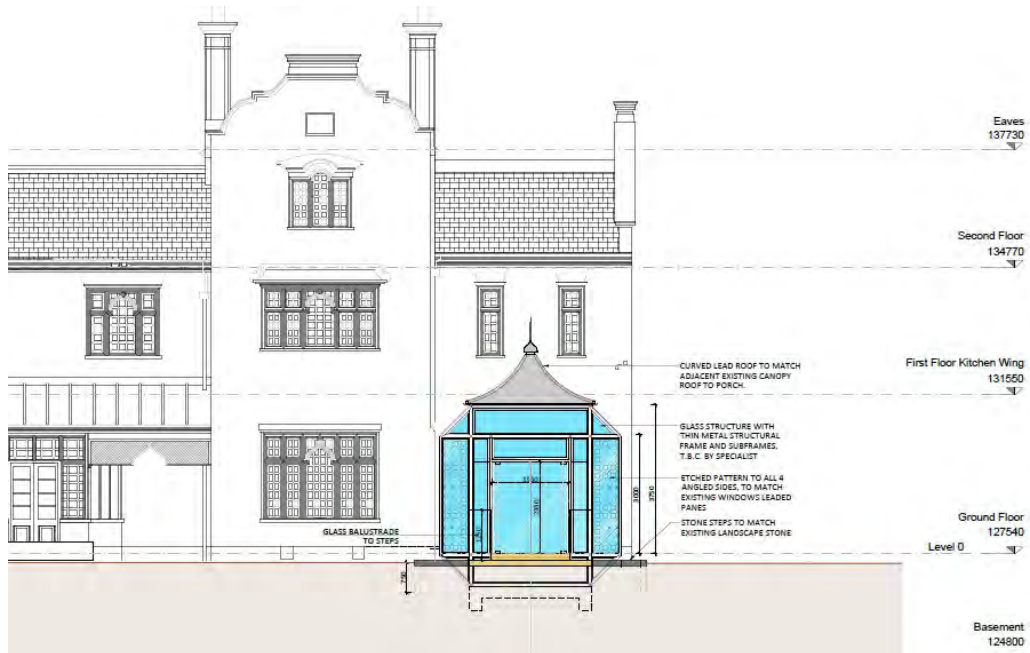 Eaves
137730
Second Floor
134770
First Floor Kitchen Wing
131550
CURVED LEAD ROOF TO MATCH
ADJACENT EXISTING CANOPY
ROOF TO PORCH.
GLASS STRUCTURE WITH
THIN METAL STRUCTURAL
FRAME AND SUBFRAMES,
T.B.C. BY SPECIALIST
ETCHED PATTERN TO ALL 4
ANGLED SIDES, TO MATCH
EXISTING WINDOWS LEADED
PANES
3000
3750
STONE STEPS TO MATCH
EXISTING LANDSCAPE STONE
GLASS BALUSTRADE
TO STEPS
Ground Floor
127540
Level 0
750
Basement
124800